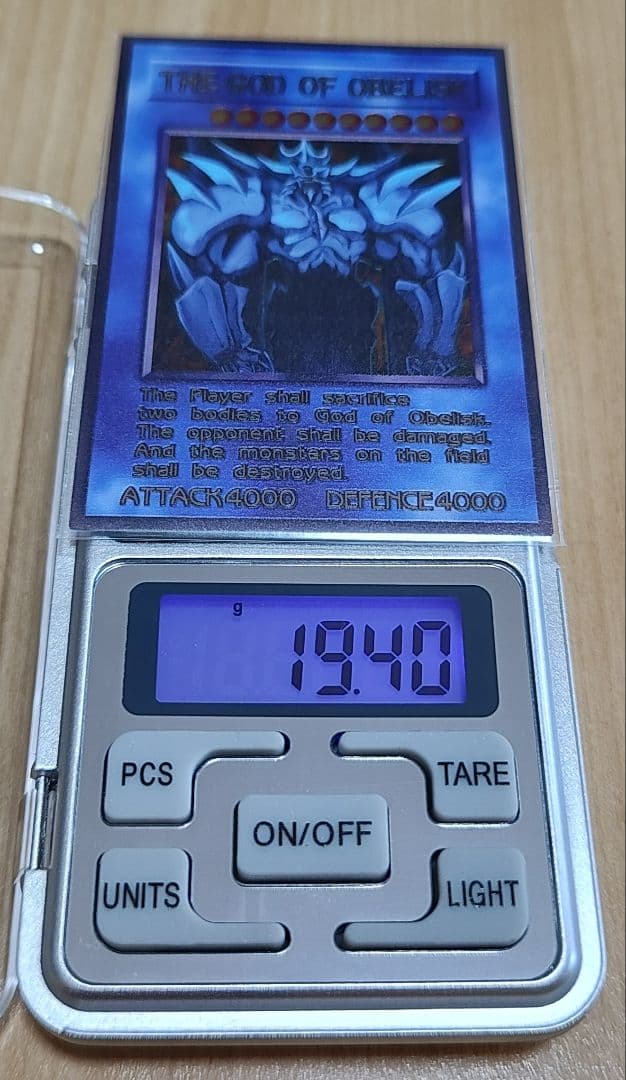 THE GOD OF OBELISK
The Player shall sacrifice
two bodies to God of Obelisk.
The opponent shall be damaged.
And the monsters on the field
shall be destroyed.
ATTACK4000 DEFENCE4000
g
19.40
PCS
TARE
ON/OFF
UNITS
LIGHT